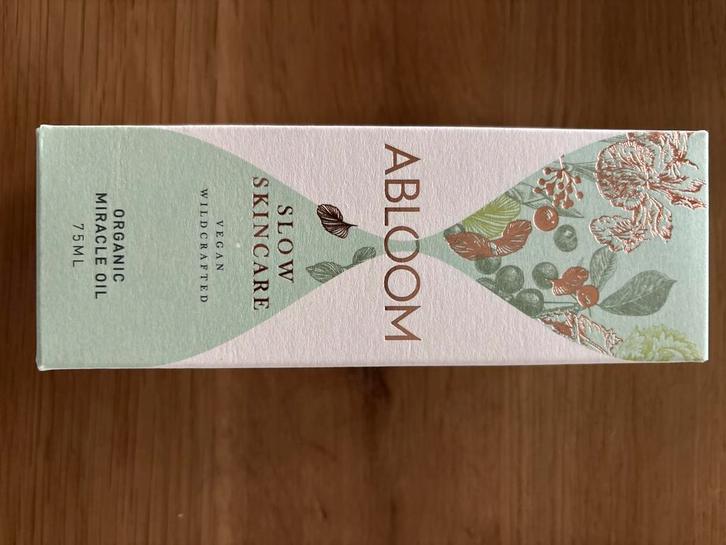 ABLOOM
SLOW
SKINCARE
VEGAN
WILDCRAFTED
ORGANIC
MIRACLE OIL
75ML